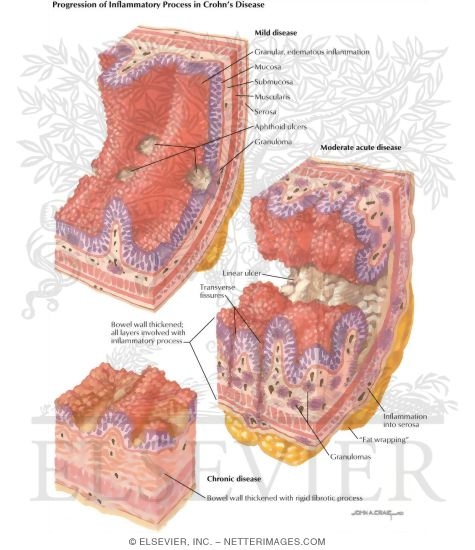 Progression of Inflammatory Process in Crohn's Disease
Mild disease
Granular, edematous inflammation
Mucosa
Submucosa
Muscularis
Serosa
Aphthoid ulcers
Granuloma
Moderate acute disease
Linear ulcer
Transverse
fissures
Bowel wall thickened;
all layers involved with
inflammatory process
Inflammation
into serosa
"Fat wrapping"
Granulomas
Chronic disease
Bowel wall thickened with rigid fibrotic process
JOHN A. CRAIG
ELSEVIER
© ELSEVIER, INC. – NETTERIMAGES.COM